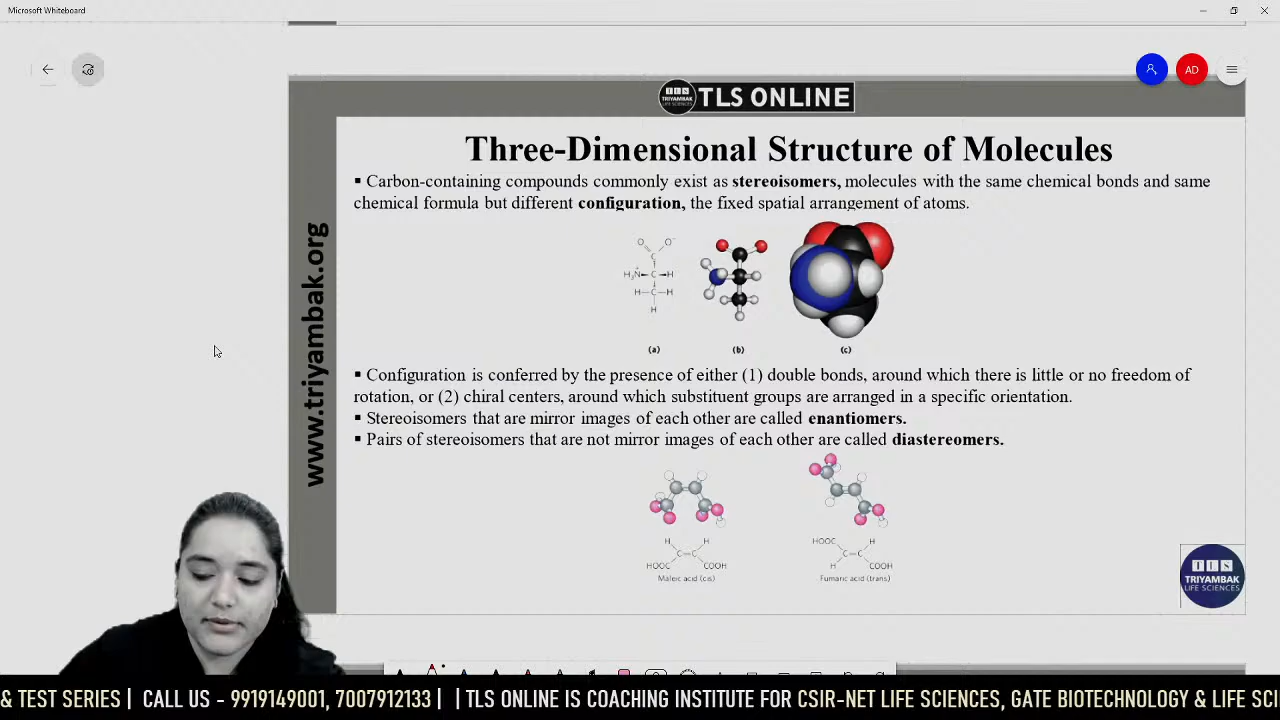 Microsoft Whiteboard
AD
TLS TRIYAMBAK LIFE SCIENCES TLS ONLINE
Three-Dimensional Structure of Molecules
▪ Carbon-containing compounds commonly exist as stereoisomers, molecules with the same chemical bonds and same
chemical formula but different configuration, the fixed spatial arrangement of atoms.
O O⁻
C
H₃N⁺ C H
H C H
H
(a) (b) (c)
▪ Configuration is conferred by the presence of either (1) double bonds, around which there is little or no freedom of
rotation, or (2) chiral centers, around which substituent groups are arranged in a specific orientation.
▪ Stereoisomers that are mirror images of each other are called enantiomers.
▪ Pairs of stereoisomers that are not mirror images of each other are called diastereomers.
H H HOOC H
C=C C=C
HOOC COOH H COOH
Maleic acid (cis) Fumaric acid (trans)
www.triyambak.org
TLS
TRIYAMBAK
LIFE SCIENCES
& TEST SERIES | CALL US - 9919149001, 7007912133 | | TLS ONLINE IS COACHING INSTITUTE FOR CSIR-NET LIFE SCIENCES, GATE BIOTECHNOLOGY & LIFE SCI